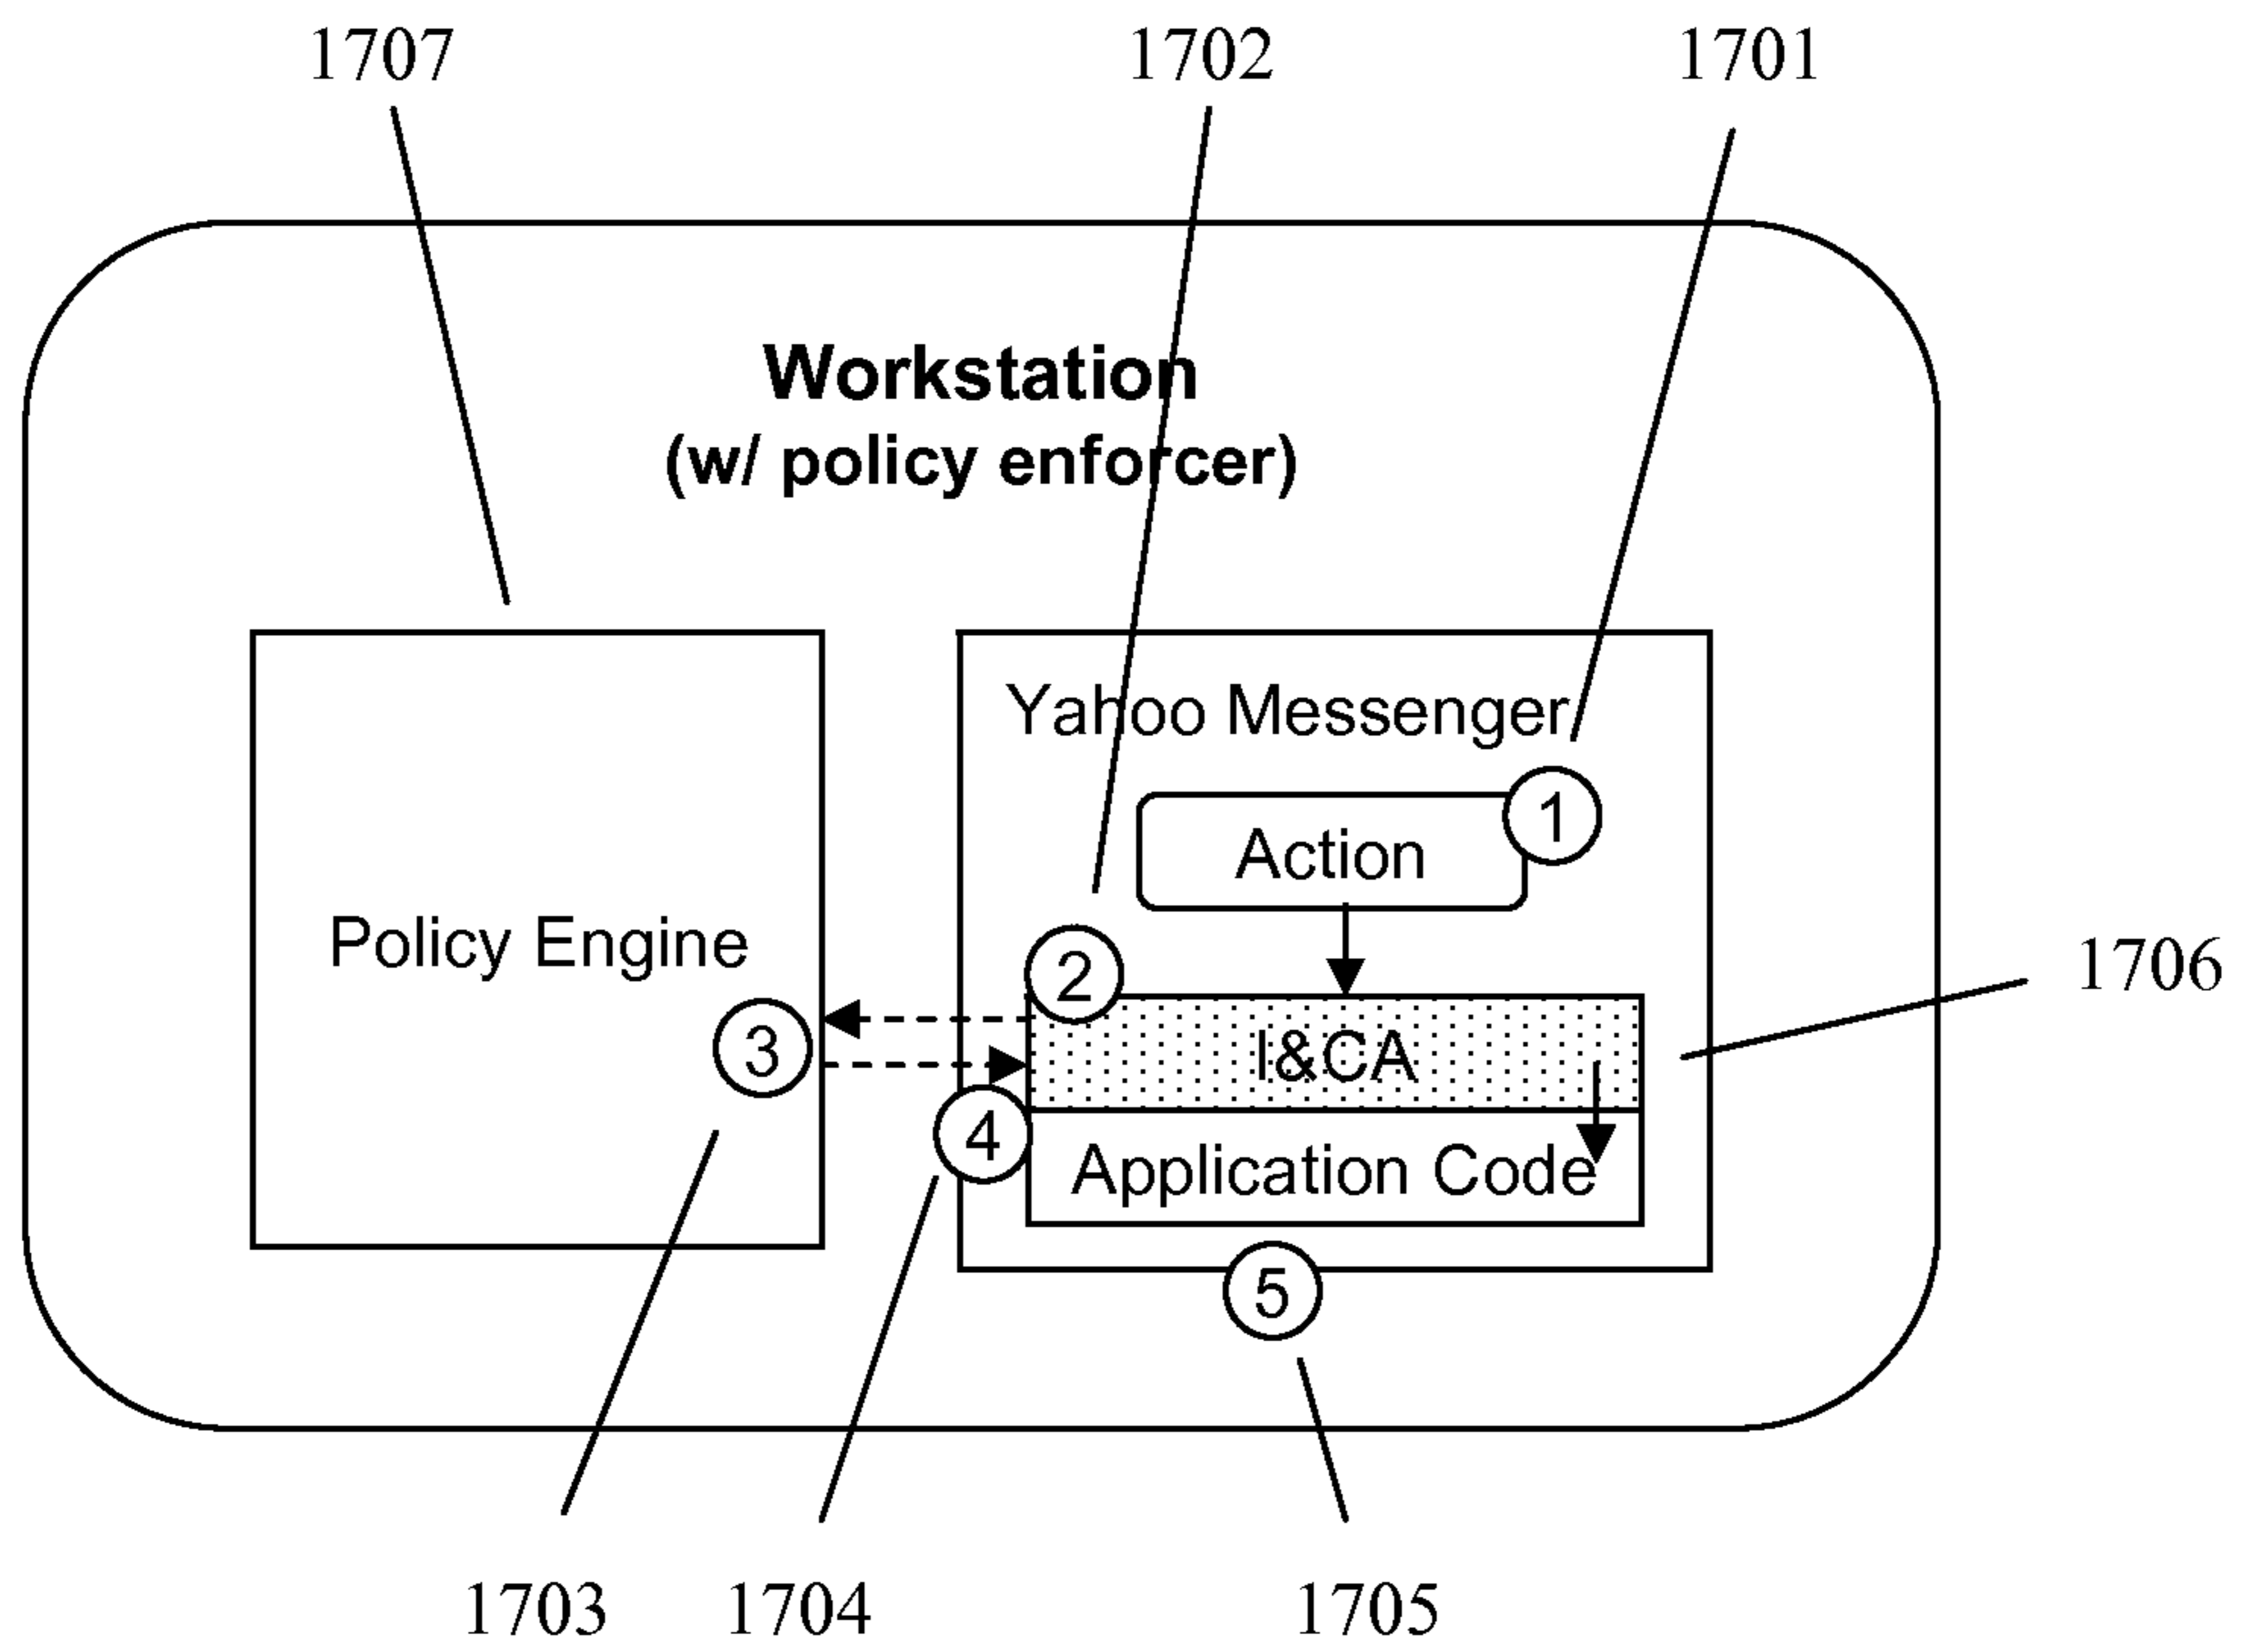 1707
1702
1701
Workstation
(w/ policy enforcer)
Yahoo Messenger
1
Action
Policy Engine
2
1706
3
I&CA
4
Application Code
5
1703
1704
1705